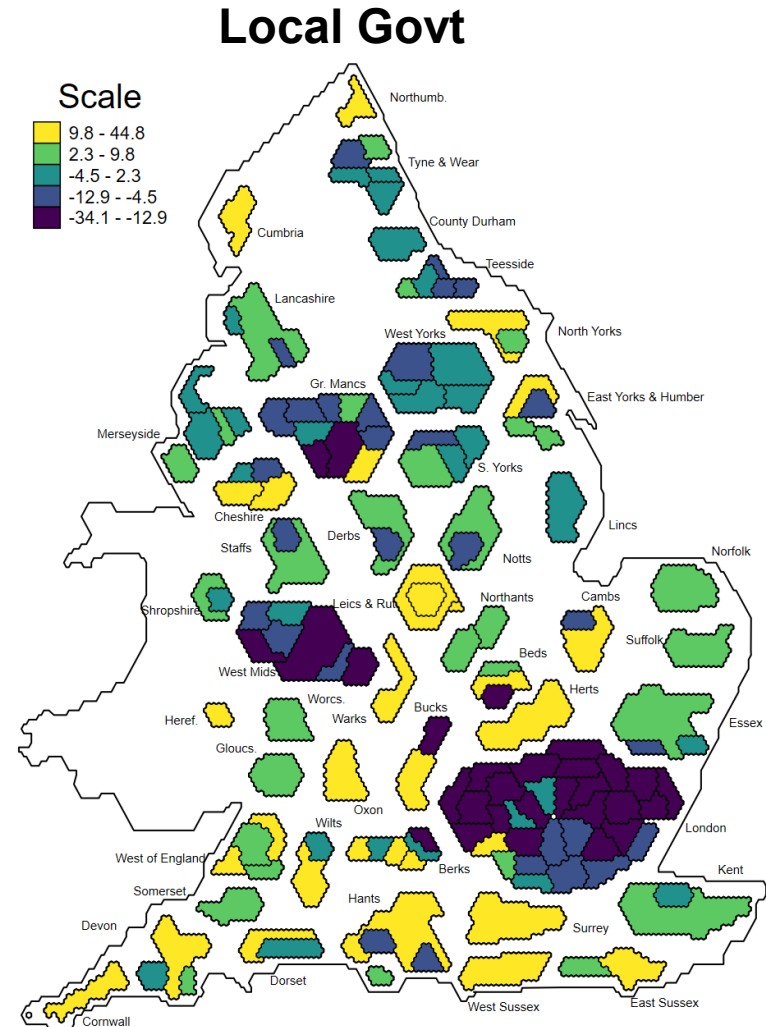 Local Govt
Scale
9.8 - 44.8
2.3 - 9.8
-4.5 - 2.3
-12.9 - -4.5
-34.1 - -12.9
Northumb.
Tyne & Wear
County Durham
Cumbria
Teesside
Lancashire
North Yorks
West Yorks
Gr. Mancs
East Yorks & Humber
Merseyside
S. Yorks
Cheshire
Lincs
Staffs
Derbs
Notts
Norfolk
Shropshire
Leics & Rut
Northants
Cambs
Suffolk
West Mids
Beds
Herts
Worcs.
Warks
Bucks
Heref.
Essex
Gloucs.
Oxon
Wilts
London
West of England
Berks
Kent
Somerset
Hants
Devon
Surrey
Dorset
West Sussex
East Sussex
Cornwall